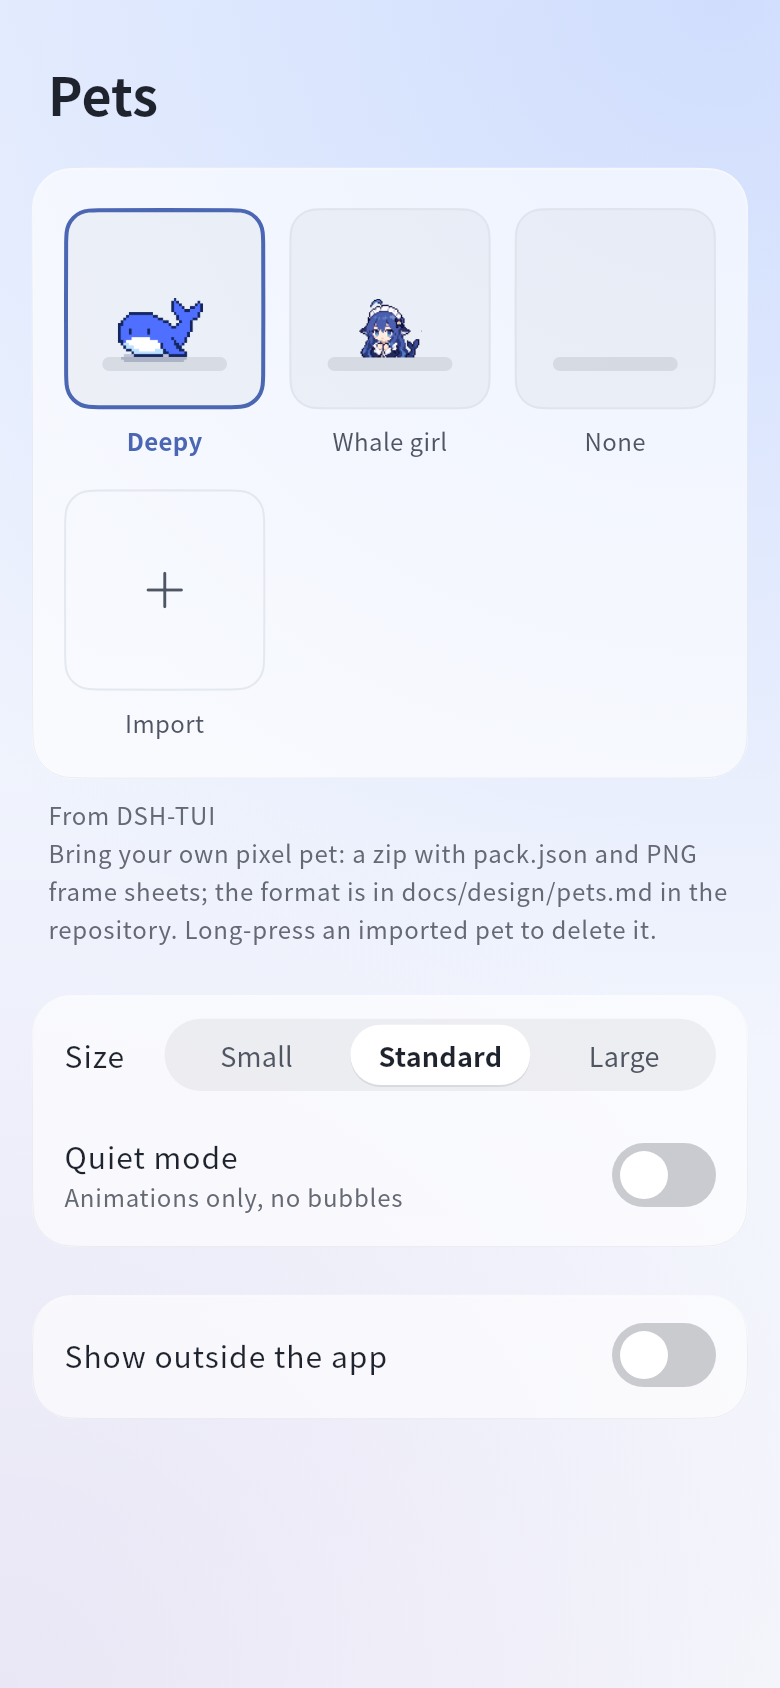 Pets
Deepy
Whale girl
None
Import
From DSH-TUI
Bring your own pixel pet: a zip with pack.json and PNG
frame sheets; the format is in docs/design/pets.md in the
repository. Long-press an imported pet to delete it.
Size
Small
Standard
Large
Quiet mode
Animations only, no bubbles
Show outside the app